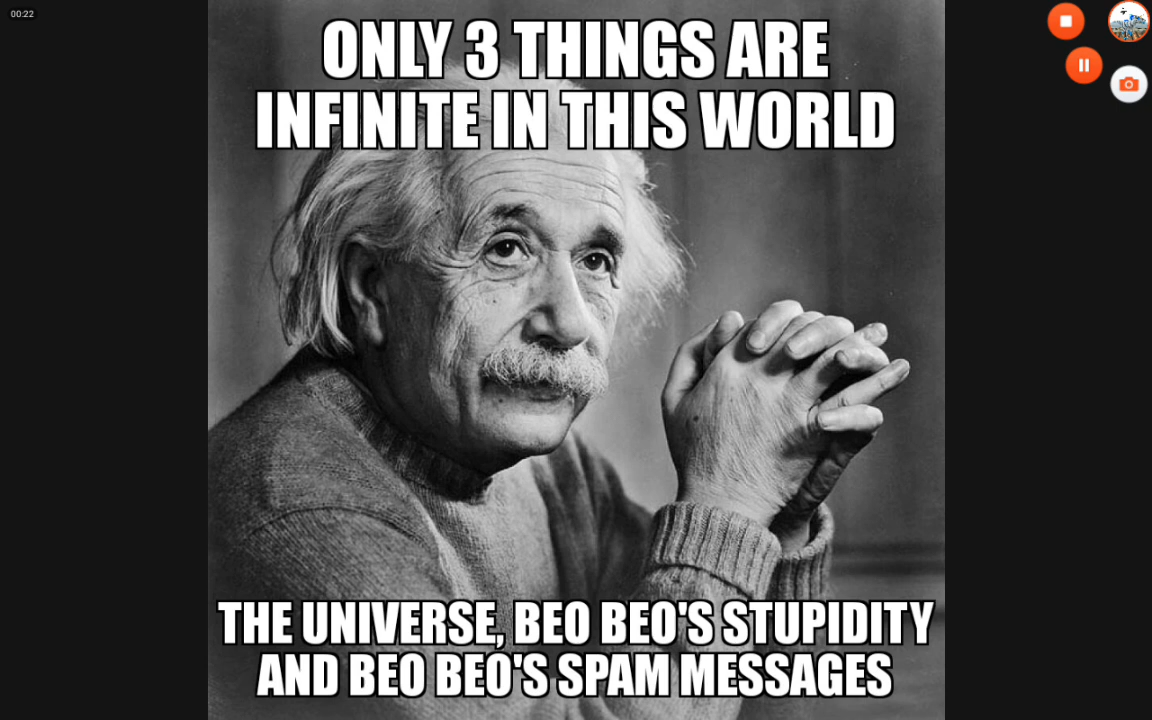 00:22
ONLY 3 THINGS ARE
INFINITE IN THIS WORLD
THE UNIVERSE, BEO BEO'S STUPIDITY
AND BEO BEO'S SPAM MESSAGES